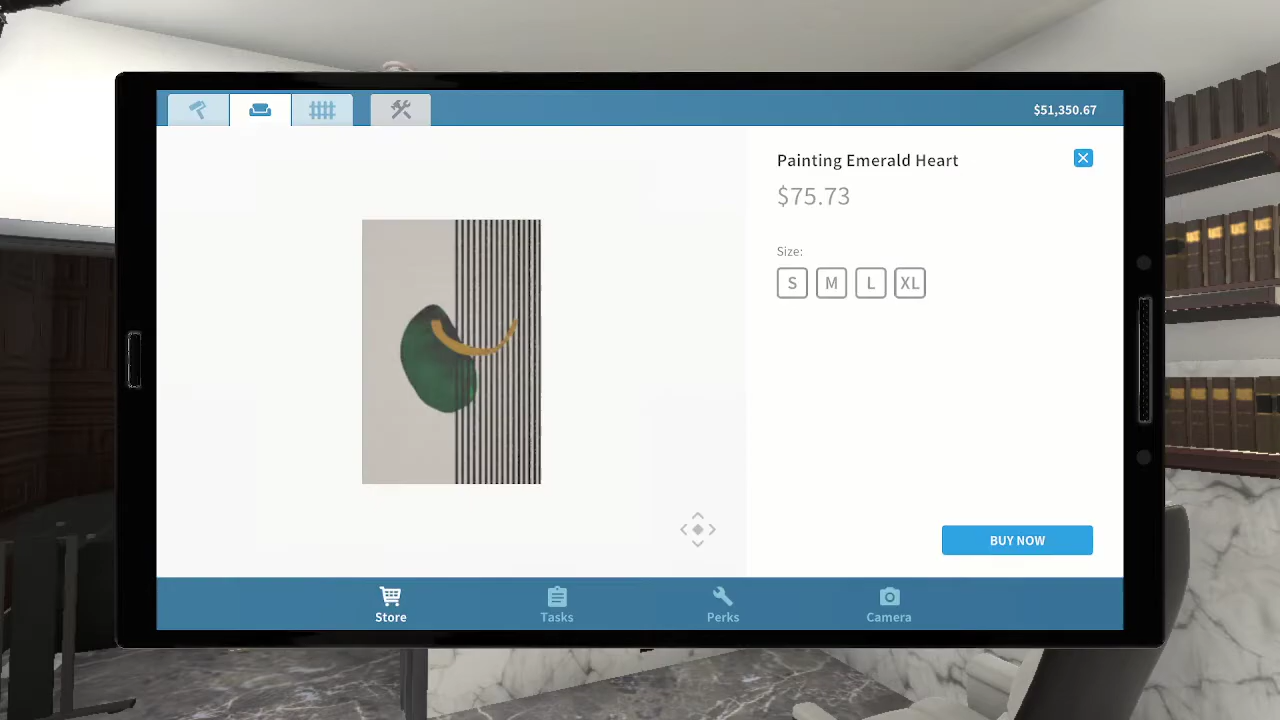 $51,350.67
Painting Emerald Heart
$75.73
Size:
S M L XL
BUY NOW
Store Tasks Perks Camera